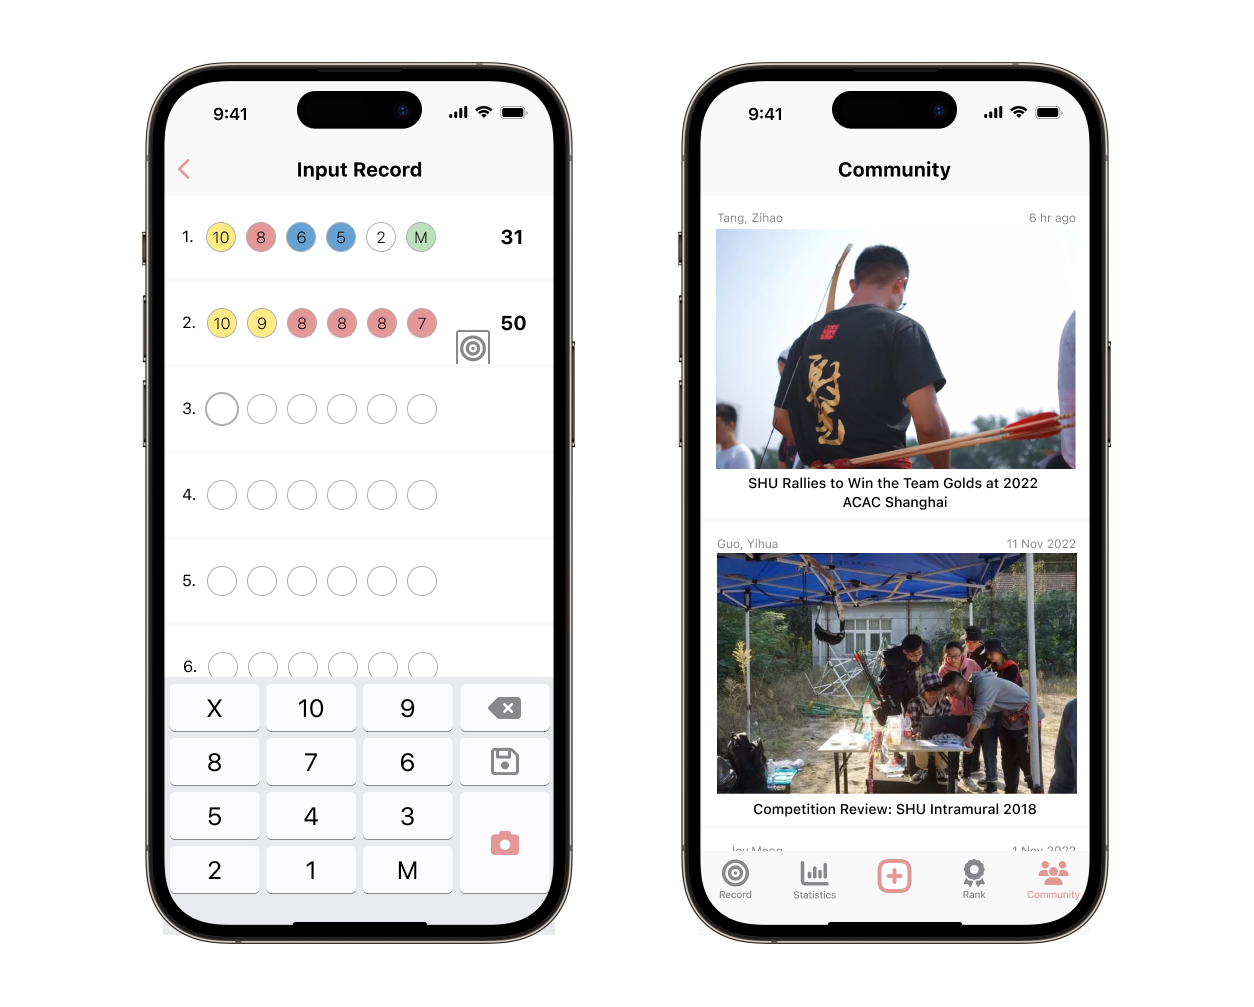 9:41
Input Record
1. 10 8 6 5 2 M 31
2. 10 9 8 8 8 7 50
3.
4.
5.
6.
X 10 9
8 7 6
5 4 3
2 1 M
9:41
Community
Tang, Zihao 6 hr ago
SHU Rallies to Win the Team Golds at 2022
ACAC Shanghai
Guo, Yihua 11 Nov 2022
Competition Review: SHU Intramural 2018
1 Nov 2022
Record Statistics Rank Community